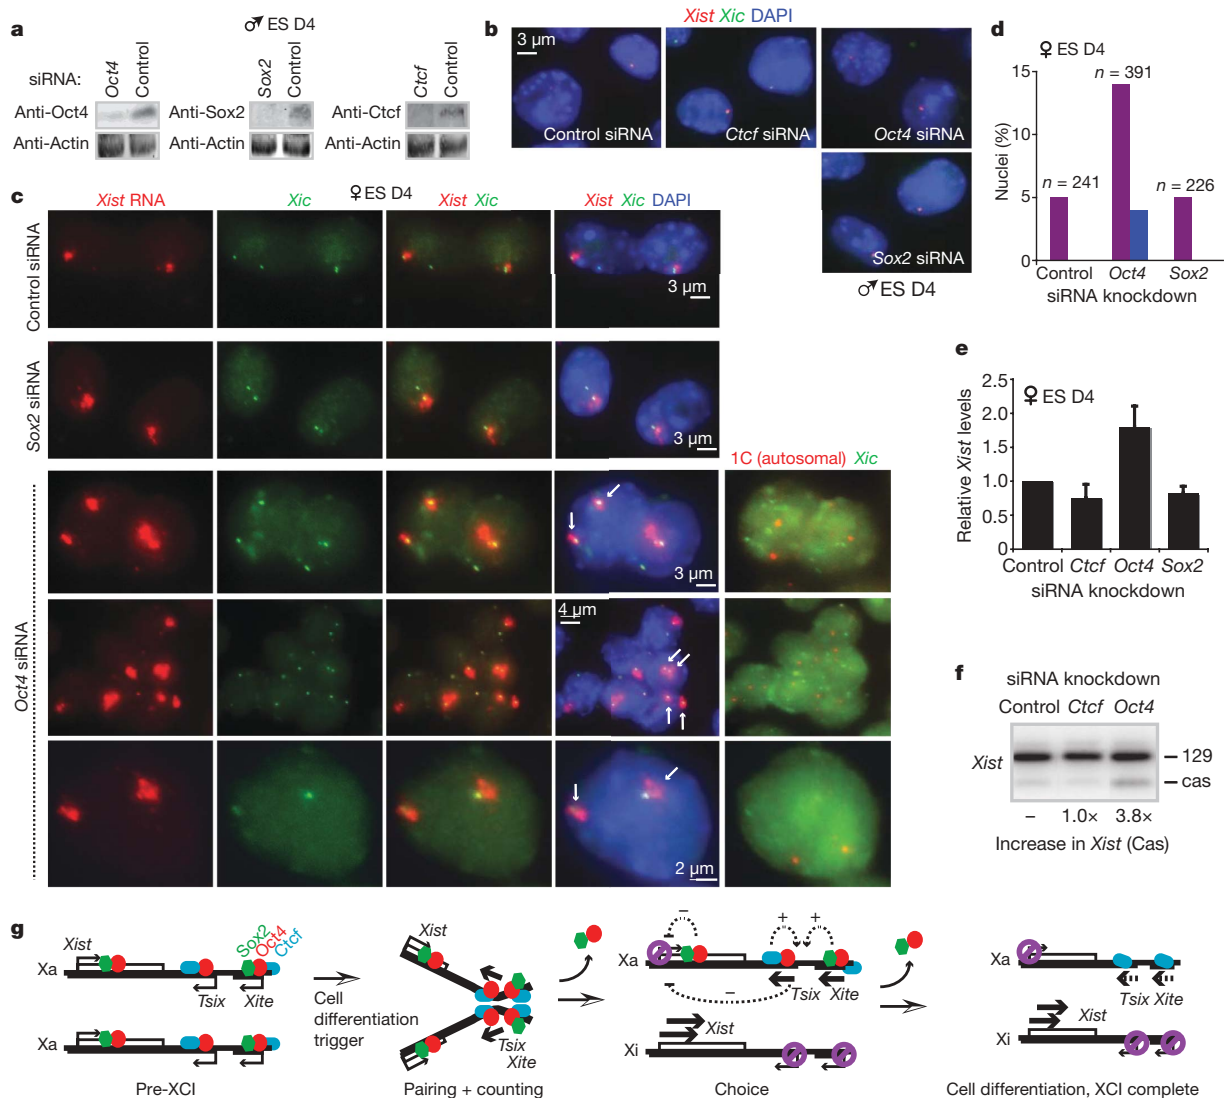 a
♂ ES D4
siRNA:
Oct4
Control
Sox2
Control
Ctcf
Control
Anti-Oct4
Anti-Sox2
Anti-Ctcf
Anti-Actin
Anti-Actin
Anti-Actin
b
Xist Xic DAPI
3 µm
Control siRNA
Ctcf siRNA
Oct4 siRNA
Sox2 siRNA
♂ ES D4
c
♀ ES D4
Xist RNA
Xic
Xist Xic
Xist Xic DAPI
Control siRNA
3 µm
Sox2 siRNA
3 µm
1C (autosomal) Xic
Oct4 siRNA
3 µm
4 µm
2 µm
d
♀ ES D4
Nuclei (%)
15
10
5
0
n = 241
n = 391
n = 226
Control
Oct4
Sox2
siRNA knockdown
e
♀ ES D4
Relative Xist levels
2.5
2.0
1.5
1.0
0.5
0
Control Ctcf Oct4 Sox2
siRNA knockdown
f
siRNA knockdown
Control Ctcf Oct4
Xist
129
cas
– 1.0× 3.8×
Increase in Xist (Cas)
g
Xist
Sox2
Oct4
Ctcf
Xa
Tsix
Xite
Xa
Pre-XCI
Cell
differentiation
trigger
Xist
Tsix
Xite
Pairing + counting
–
+
+
Xa
–
Tsix
Xite
Xist
Xi
Choice
Xa
Tsix Xite
Xist
Xi
Cell differentiation, XCI complete